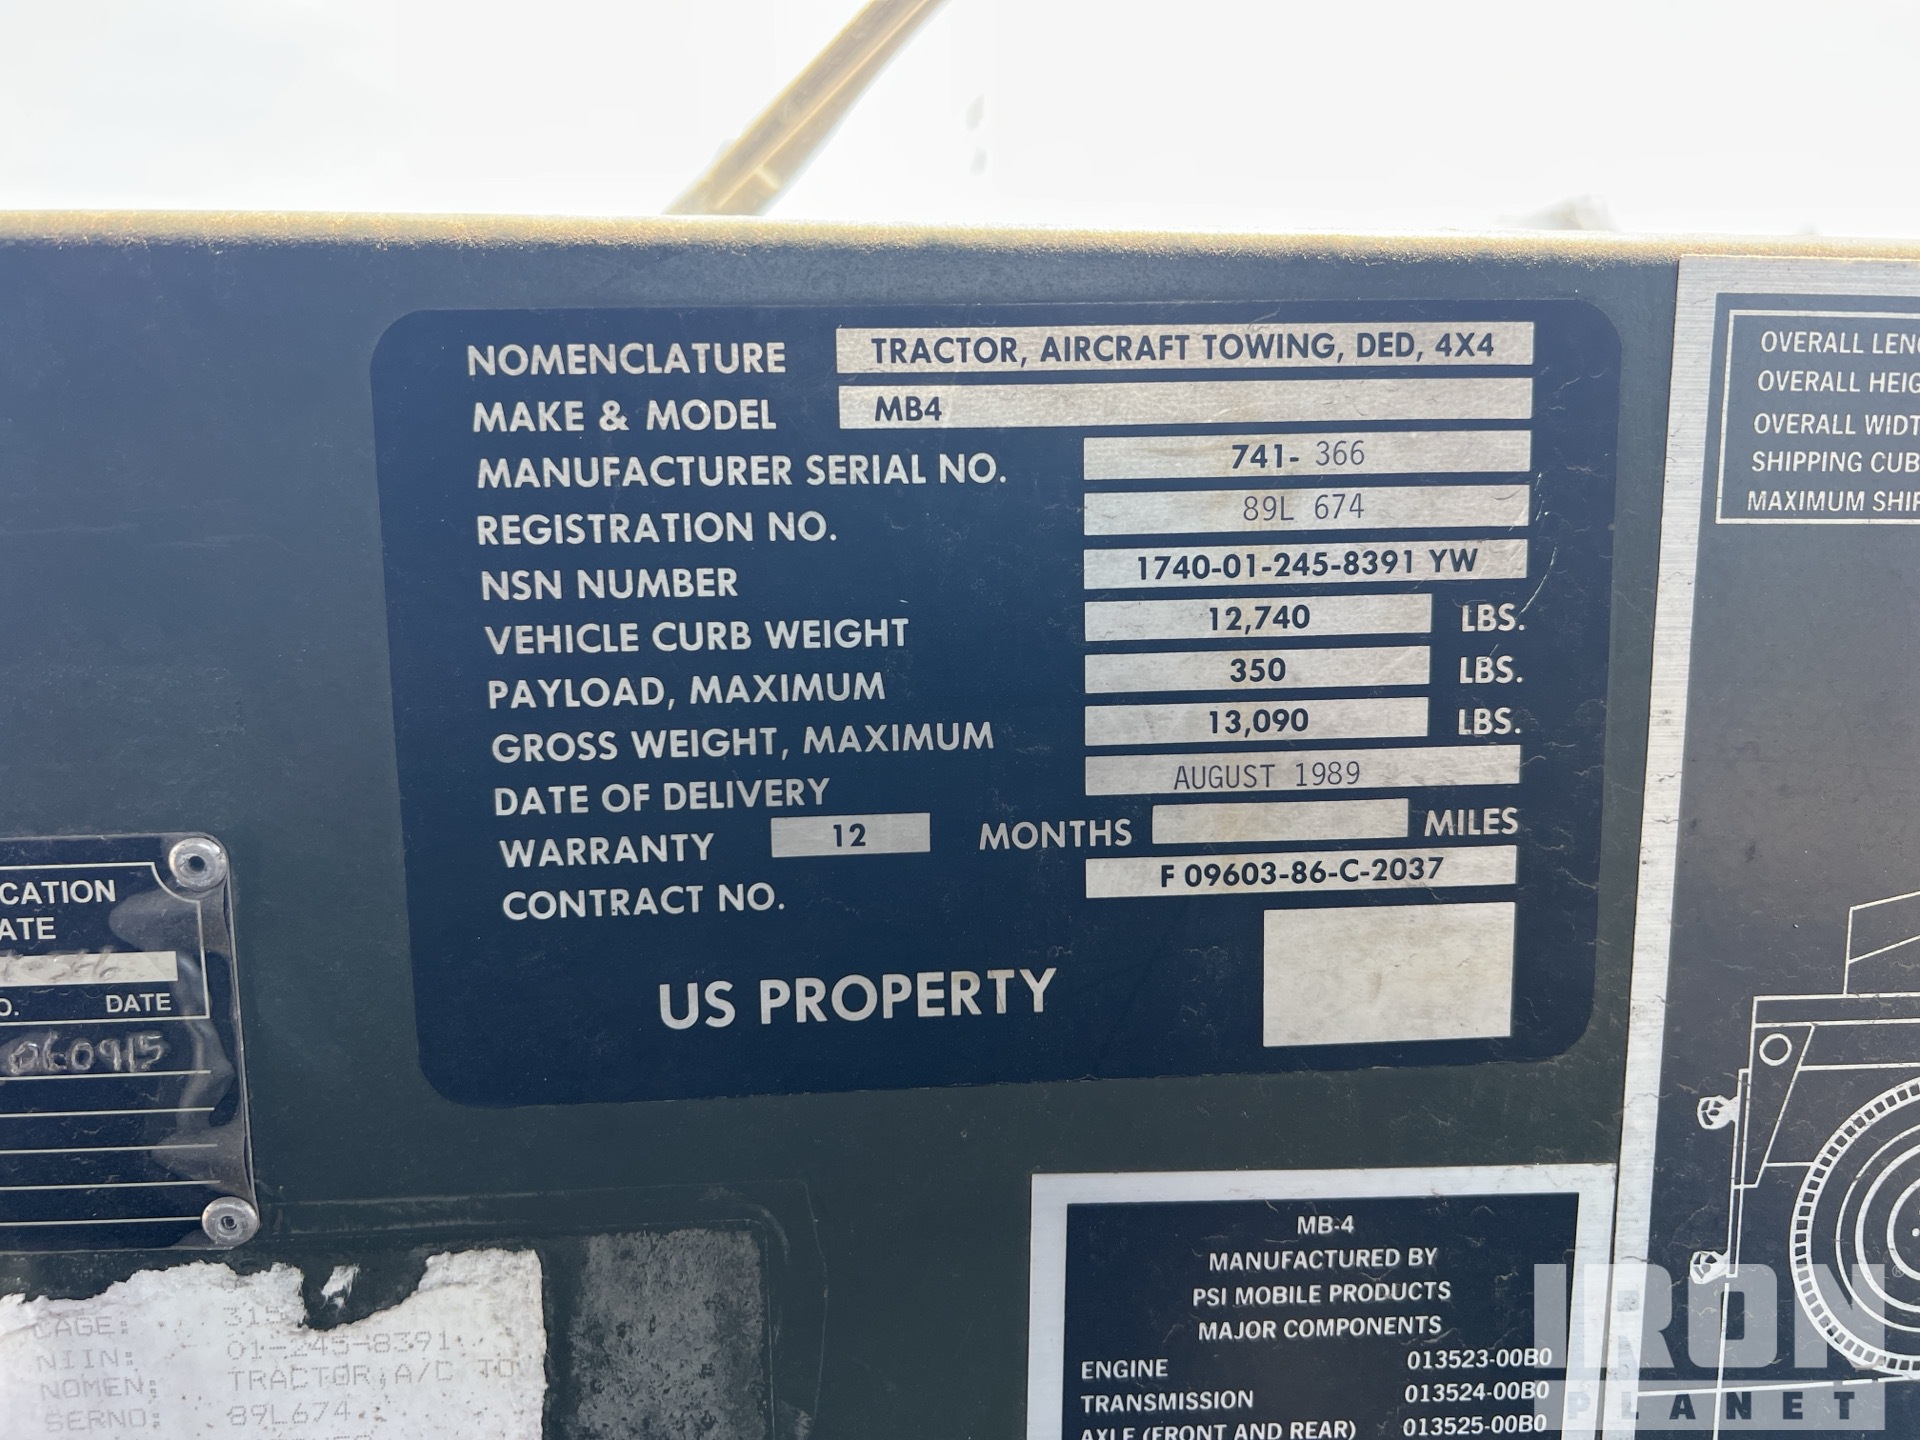 NOMENCLATURE TRACTOR, AIRCRAFT TOWING, DED, 4X4
MAKE & MODEL MB4
MANUFACTURER SERIAL NO. 741- 366
REGISTRATION NO. 89L 674
NSN NUMBER 1740-01-245-8391 YW
VEHICLE CURB WEIGHT 12,740 LBS.
PAYLOAD, MAXIMUM 350 LBS.
GROSS WEIGHT, MAXIMUM 13,090 LBS.
DATE OF DELIVERY AUGUST 1989
WARRANTY 12 MONTHS MILES
CONTRACT NO. F 09603-86-C-2037
US PROPERTY
OVERALL LENG
OVERALL HEIG
OVERALL WIDT
SHIPPING CUB
MAXIMUM SHIP
CATION
ATE
O. DATE
060915
CAGE: 315
NIIN: 01-245-8391
NOMEN: TRACTOR,A/C TO
SERNO: 89L674
MB-4
MANUFACTURED BY
PSI MOBILE PRODUCTS
MAJOR COMPONENTS
ENGINE 013523-00B0
TRANSMISSION 013524-00B0
AXLE (FRONT AND REAR) 013525-00B0
IRON
PLANET